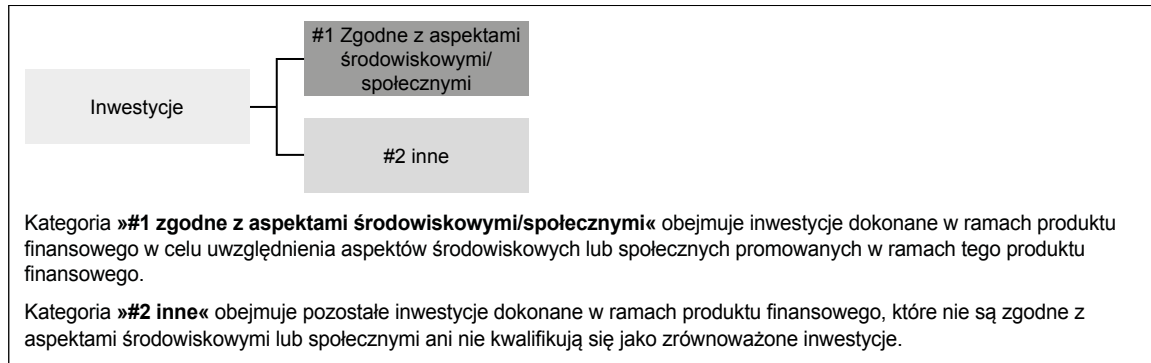 #1 Zgodne z aspektami
środowiskowymi/
społecznymi
Inwestycje
#2 inne
Kategoria »#1 zgodne z aspektami środowiskowymi/społecznymi« obejmuje inwestycje dokonane w ramach produktu
finansowego w celu uwzględnienia aspektów środowiskowych lub społecznych promowanych w ramach tego produktu
finansowego.
Kategoria »#2 inne« obejmuje pozostałe inwestycje dokonane w ramach produktu finansowego, które nie są zgodne z
aspektami środowiskowymi lub społecznymi ani nie kwalifikują się jako zrównoważone inwestycje.